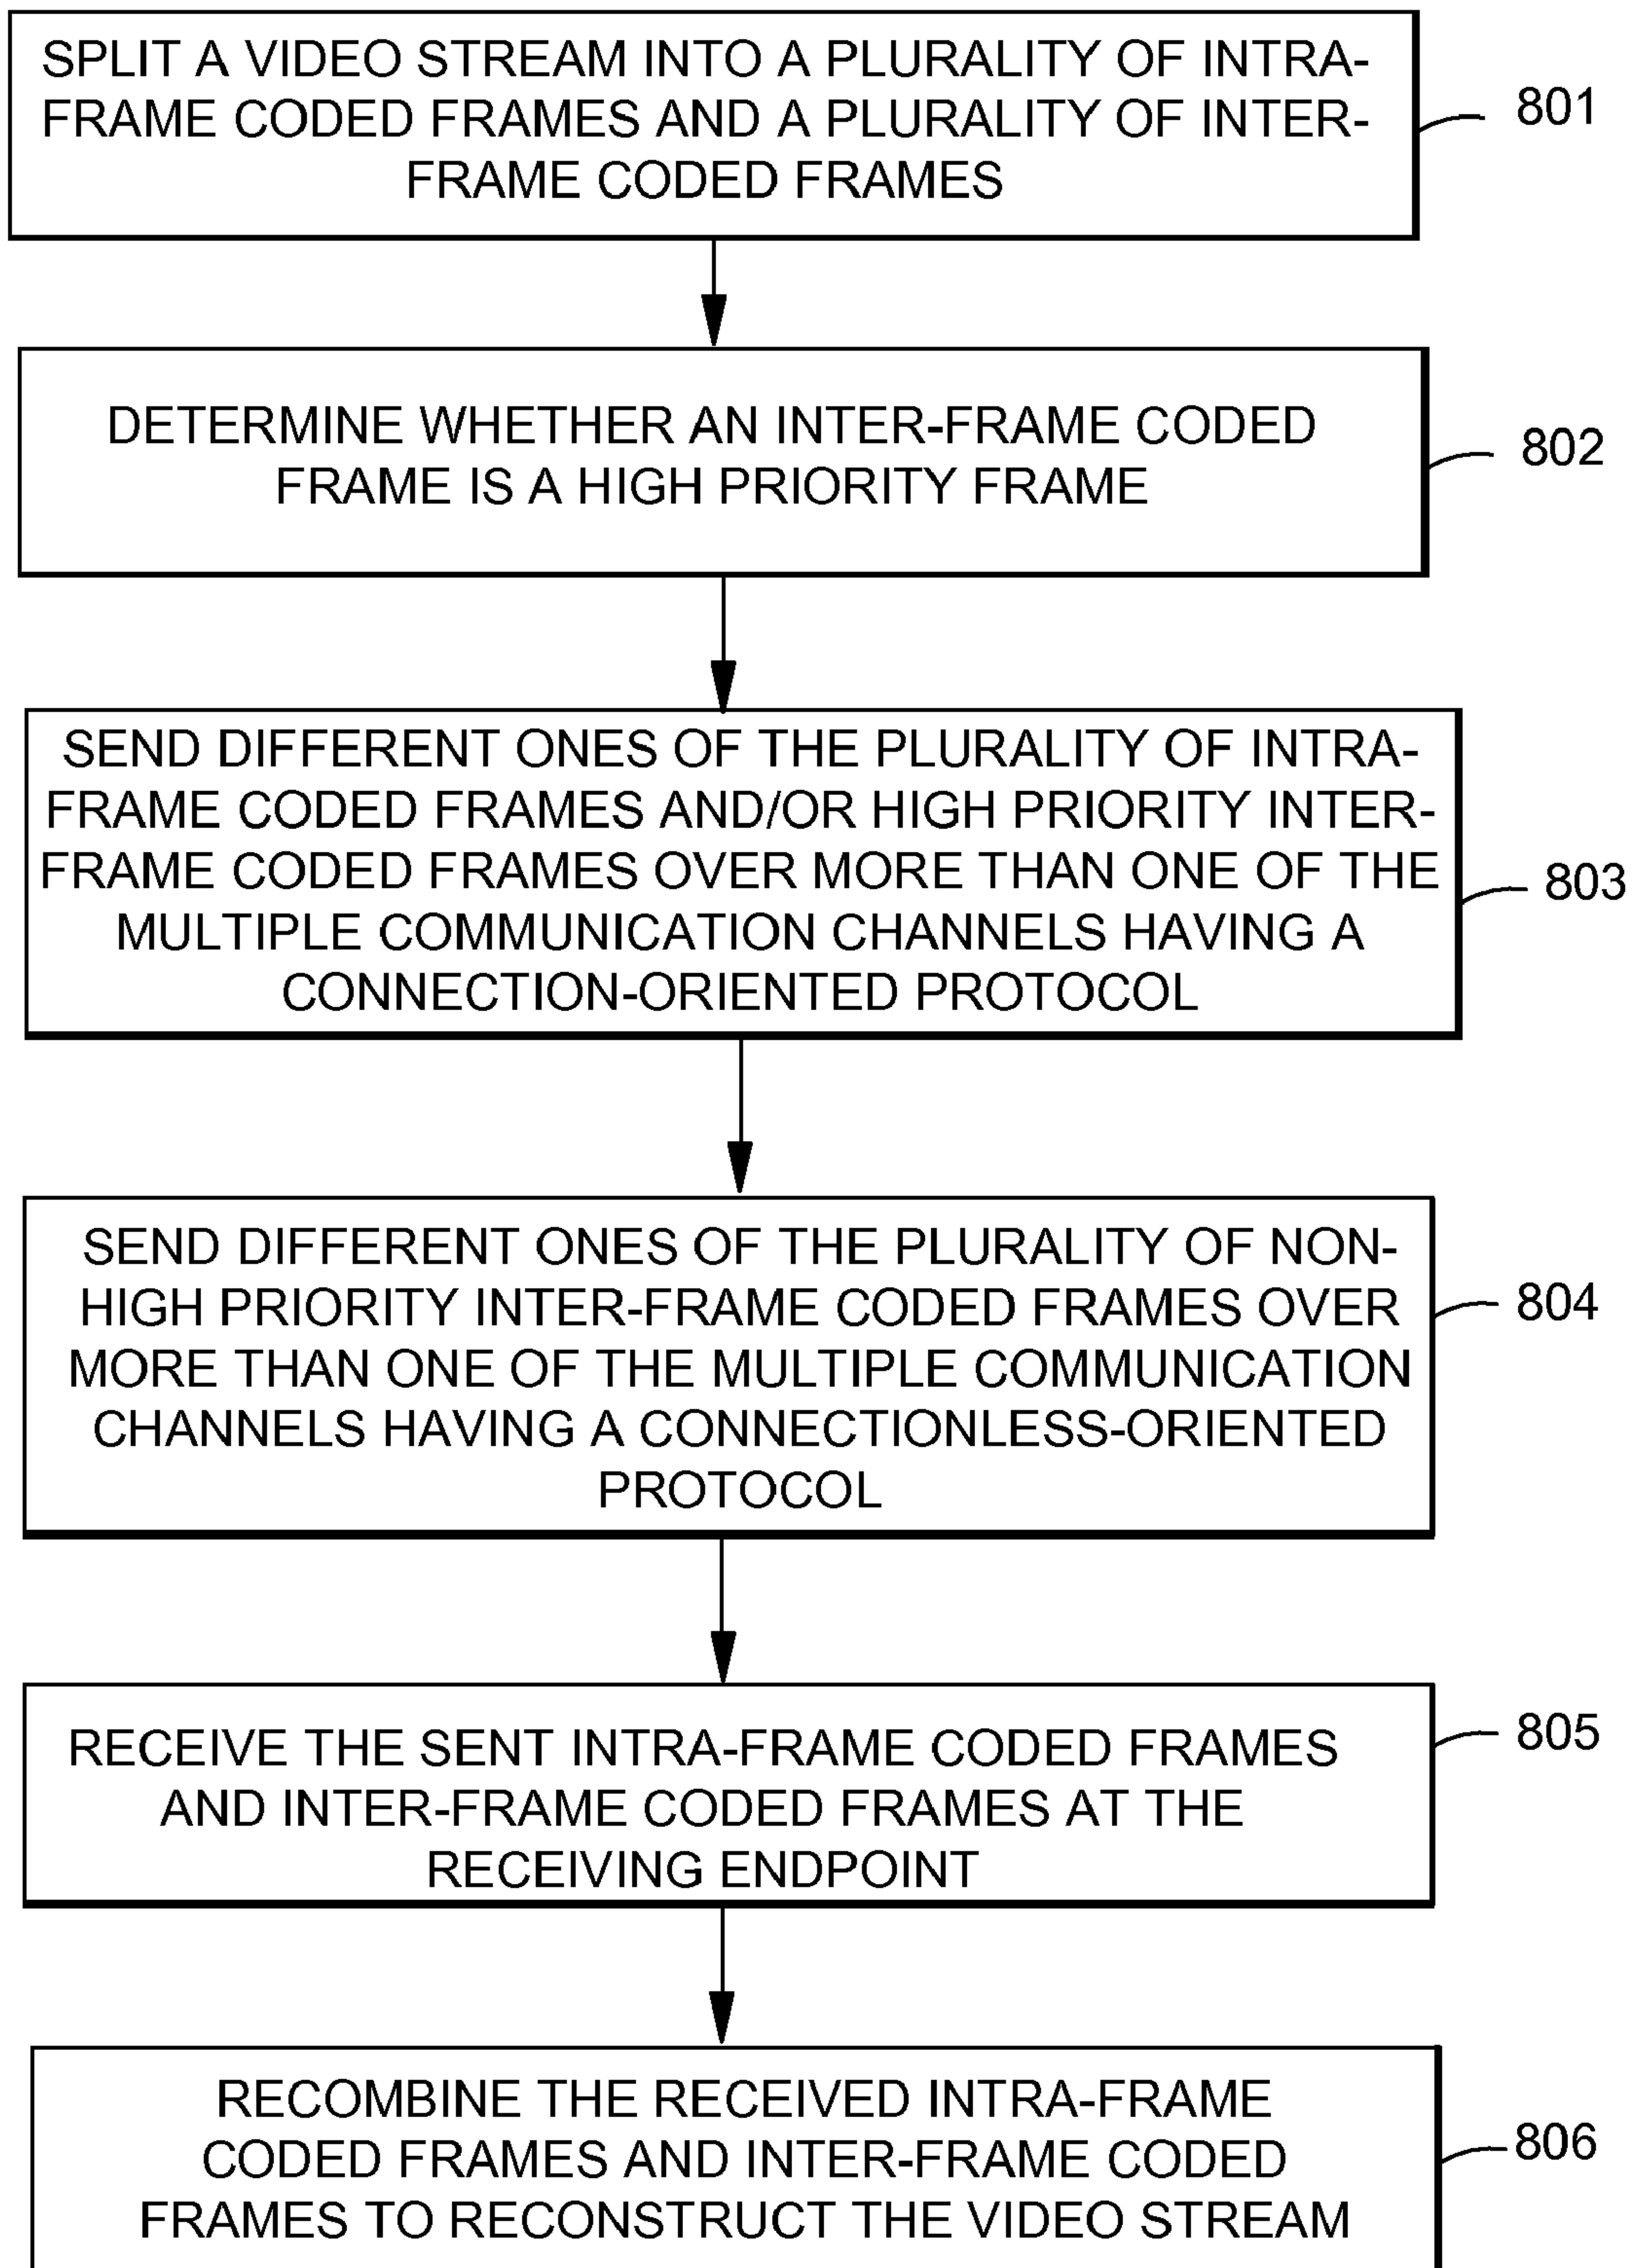 SPLIT A VIDEO STREAM INTO A PLURALITY OF INTRA-
FRAME CODED FRAMES AND A PLURALITY OF INTER-
FRAME CODED FRAMES
801
DETERMINE WHETHER AN INTER-FRAME CODED
FRAME IS A HIGH PRIORITY FRAME
802
SEND DIFFERENT ONES OF THE PLURALITY OF INTRA-
FRAME CODED FRAMES AND/OR HIGH PRIORITY INTER-
FRAME CODED FRAMES OVER MORE THAN ONE OF THE
MULTIPLE COMMUNICATION CHANNELS HAVING A
CONNECTION-ORIENTED PROTOCOL
803
SEND DIFFERENT ONES OF THE PLURALITY OF NON-
HIGH PRIORITY INTER-FRAME CODED FRAMES OVER
MORE THAN ONE OF THE MULTIPLE COMMUNICATION
CHANNELS HAVING A CONNECTIONLESS-ORIENTED
PROTOCOL
804
RECEIVE THE SENT INTRA-FRAME CODED FRAMES
AND INTER-FRAME CODED FRAMES AT THE
RECEIVING ENDPOINT
805
RECOMBINE THE RECEIVED INTRA-FRAME
CODED FRAMES AND INTER-FRAME CODED
FRAMES TO RECONSTRUCT THE VIDEO STREAM
806